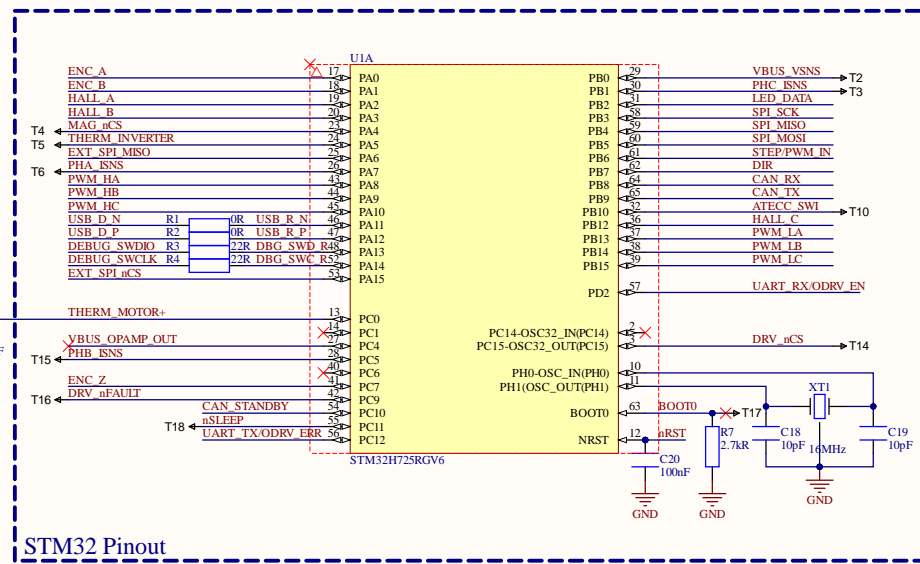 U1A
ENC_A 17 PA0 PB0 29 VBUS_VSNS T2
ENC_B 18 PA1 PB1 30 PHC_ISNS T3
HALL_A 19 PA2 PB2 31 LED_DATA
HALL_B 20 PA3 PB3 58 SPI_SCK
T4 MAG_nCS 23 PA4 PB4 59 SPI_MISO
T5 THERM_INVERTER 24 PA5 PB5 60 SPI_MOSI
EXT_SPI_MISO 25 PA6 PB6 61 STEP/PWM_IN
T6 PHA_ISNS 26 PA7 PB7 62 DIR
PWM_HA 43 PA8 PB8 64 CAN_RX
PWM_HB 44 PA9 PB9 65 CAN_TX
PWM_HC 45 PA10 PB10 32 ATECC_SWI T10
USB_D_N R1 0R USB_R_N 46 PA11 PB12 36 HALL_C
USB_D_P R2 0R USB_R_P 47 PA12 PB13 37 PWM_LA
DEBUG_SWDIO R3 22R DBG_SWD_R 48 PA13 PB14 38 PWM_LB
DEBUG_SWCLK R4 22R DBG_SWC_R 52 PA14 PB15 39 PWM_LC
EXT_SPI_nCS 53 PA15
PD2 57 UART_RX/ODRV_EN
THERM_MOTOR+ 13 PC0
14 PC1 PC14-OSC32_IN(PC14) 2
VBUS_OPAMP_OUT 27 PC4 PC15-OSC32_OUT(PC15) 3 DRV_nCS T14
T15 PHB_ISNS 28 PC5
40 PC6 PH0-OSC_IN(PH0) 10
ENC_Z 41 PC7 PH1(OSC_OUT(PH1) 11 XT1
T16 DRV_nFAULT 42 PC9
CAN_STANDBY 54 PC10 BOOT0 63 BOOT0 T17
T18 nSLEEP 55 PC11
UART_TX/ODRV_ERR 56 PC12 NRST 12 nRST
R7 2.7kR
C18 10pF
16MHz
C19 10pF
STM32H725RGV6
C20 100nF
GND
GND
GND
STM32 Pinout